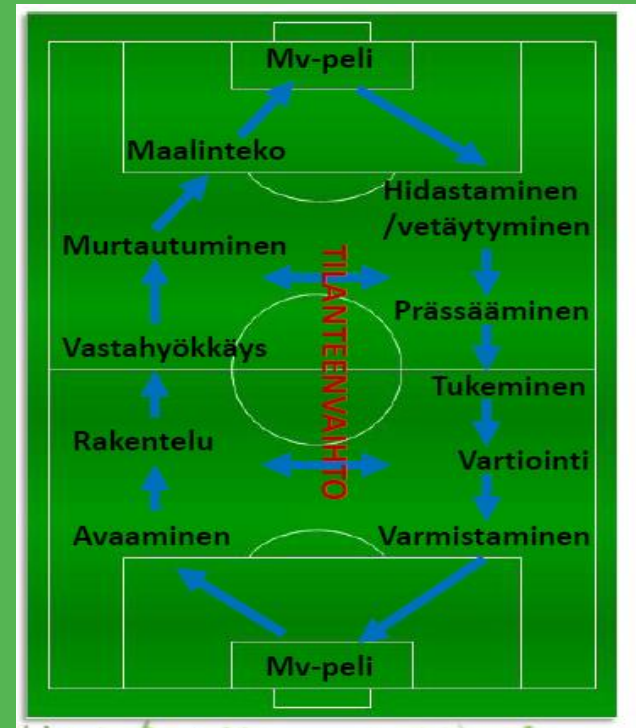 Mv-peli
Maalinteko
Hidastaminen
/vetäytyminen
Murtautuminen
TILANTEENVAIHTO
Prässääminen
Vastahyökkäys
Tukeminen
Rakentelu
Vartiointi
Avaaminen
Varmistaminen
Mv-peli